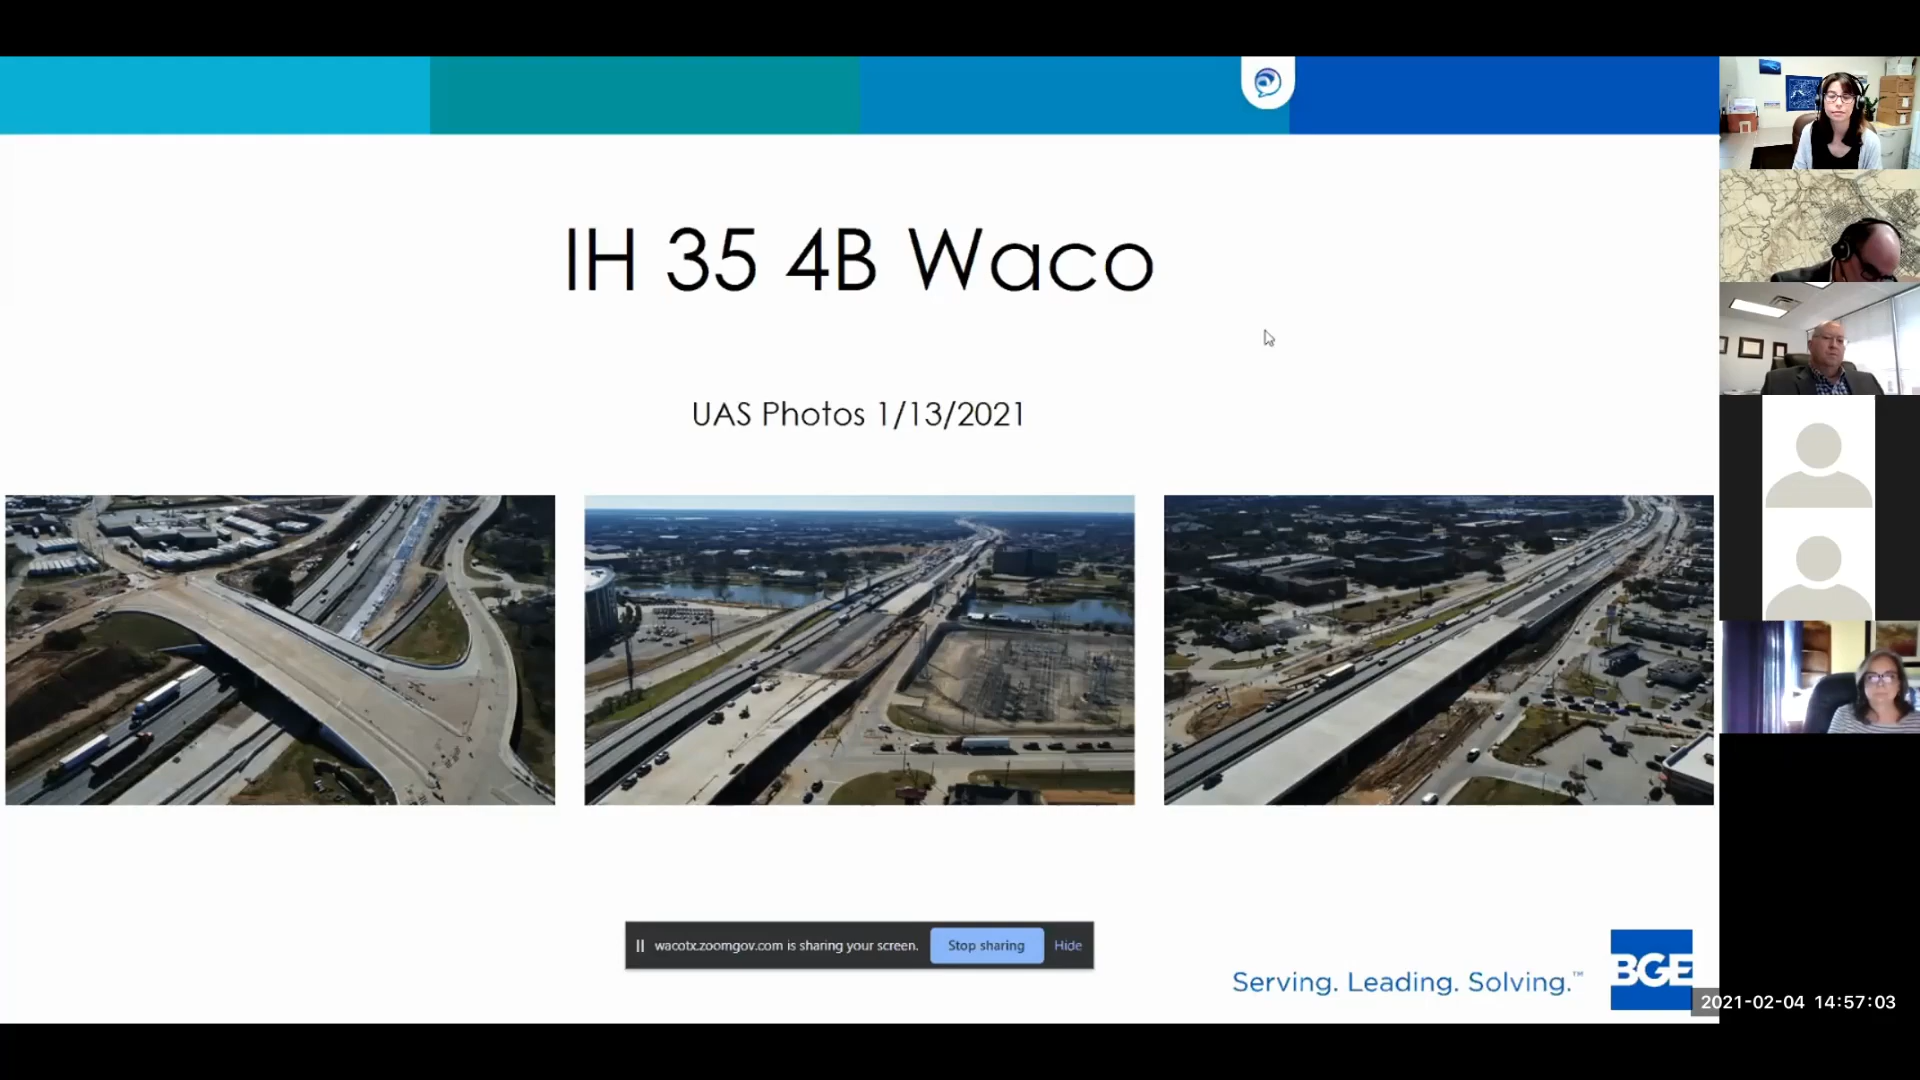 IH 35 4B Waco
UAS Photos 1/13/2021
wacotx.zoomgov.com is sharing your screen. Stop sharing Hide
Serving. Leading. Solving.™
BGE
2021-02-04 14:57:03